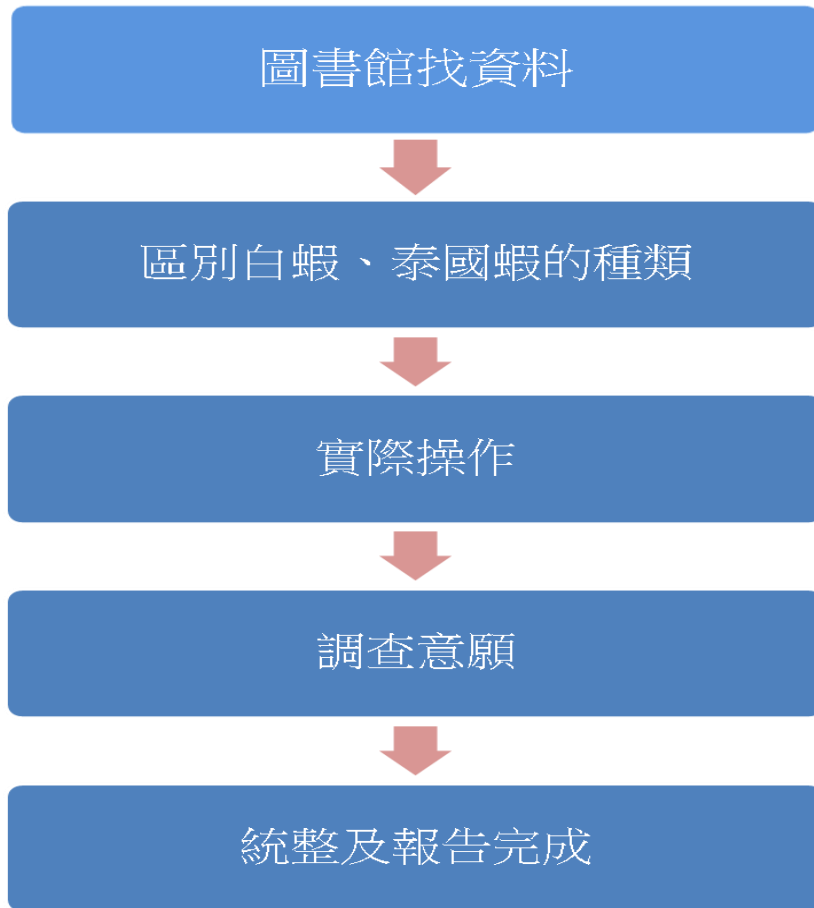 圖書館找資料
區別白蝦、泰國蝦的種類
實際操作
調查意願
統整及報告完成